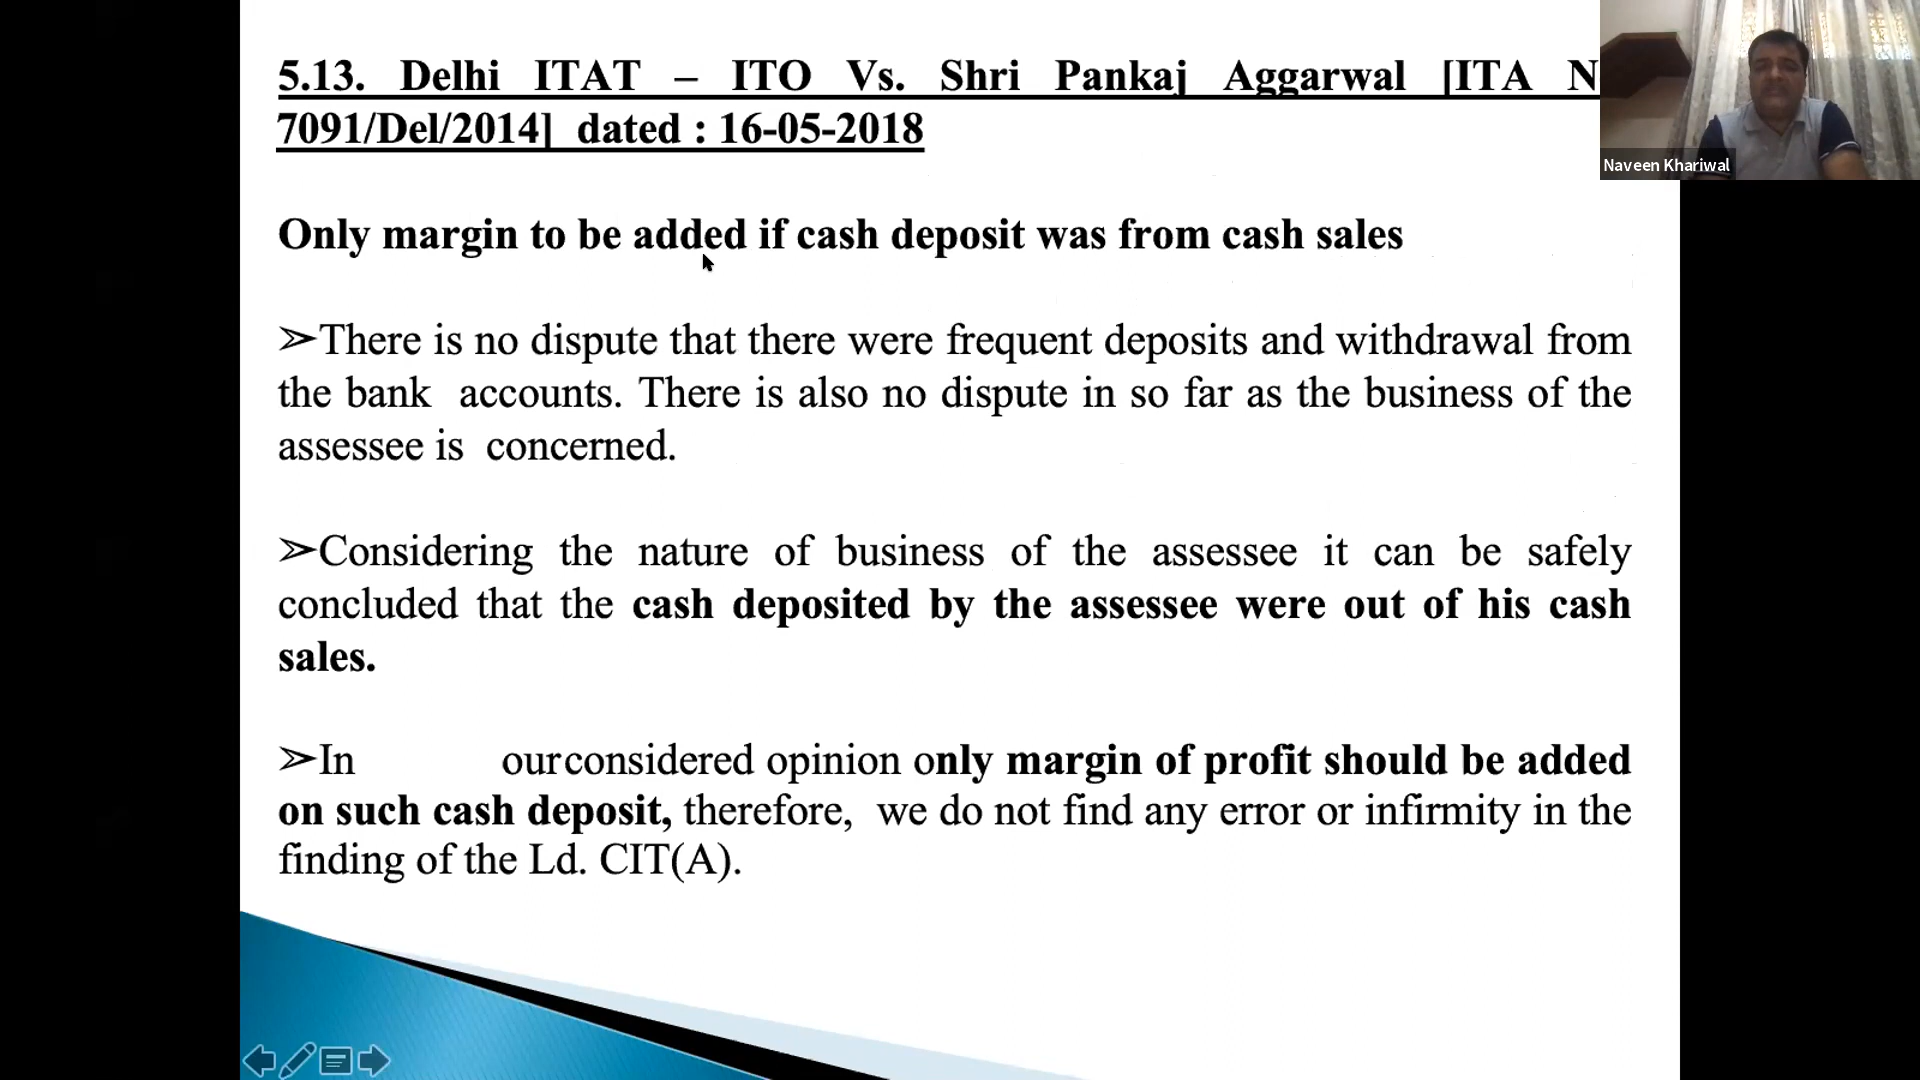 5.13. Delhi ITAT – ITO Vs. Shri Pankaj Aggarwal [ITA
7091/Del/2014] dated : 16-05-2018
Naveen Khariwal
Only margin to be added if cash deposit was from cash sales
➢There is no dispute that there were frequent deposits and withdrawal from
the bank accounts. There is also no dispute in so far as the business of the
assessee is concerned.
➢Considering the nature of business of the assessee it can be safely
concluded that the cash deposited by the assessee were out of his cash
sales.
➢In our considered opinion only margin of profit should be added
on such cash deposit, therefore, we do not find any error or infirmity in the
finding of the Ld. CIT(A).